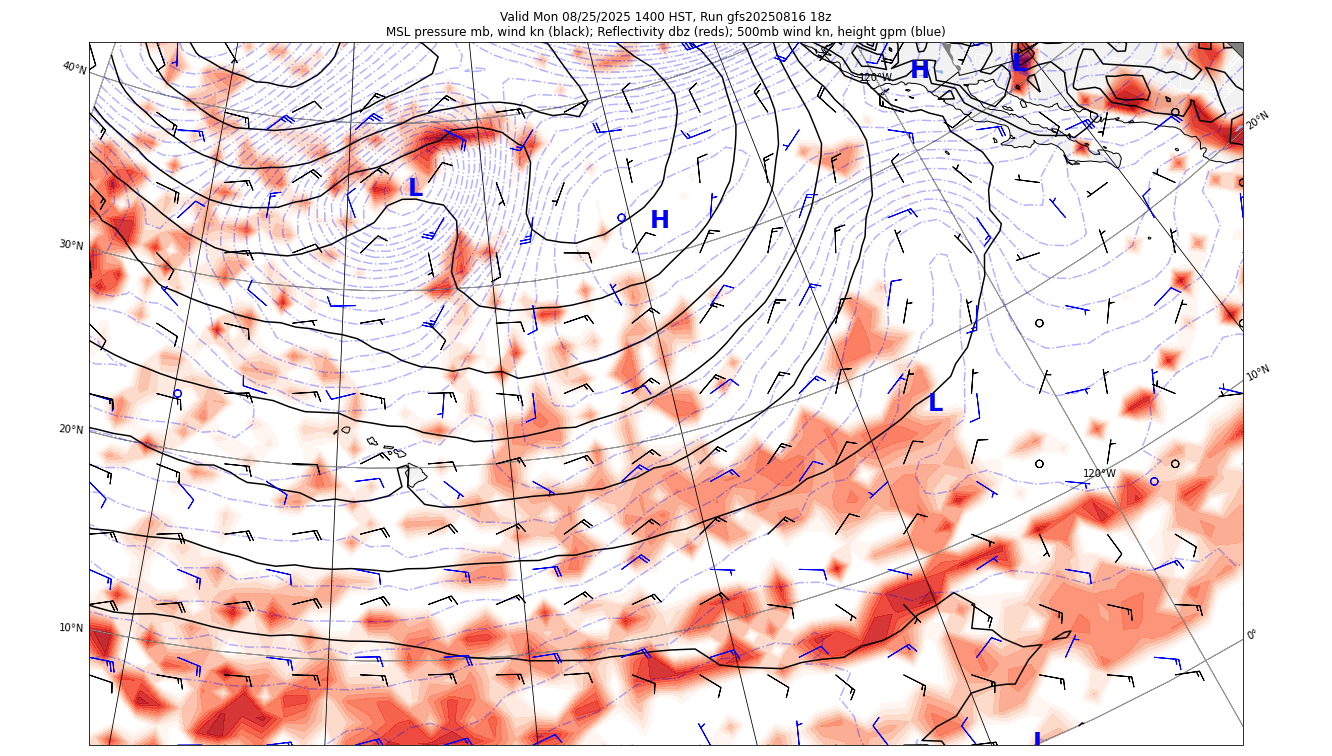 Valid Mon 08/25/2025 1400 HST, Run gfs20250816 18z
MSL pressure mb, wind kn (black); Reflectivity dbz (reds); 500mb wind kn, height gpm (blue)
40°N
120°W
H
L
20°N
L
H
30°N
10°N
L
20°N
120°W
10°N
0°
L